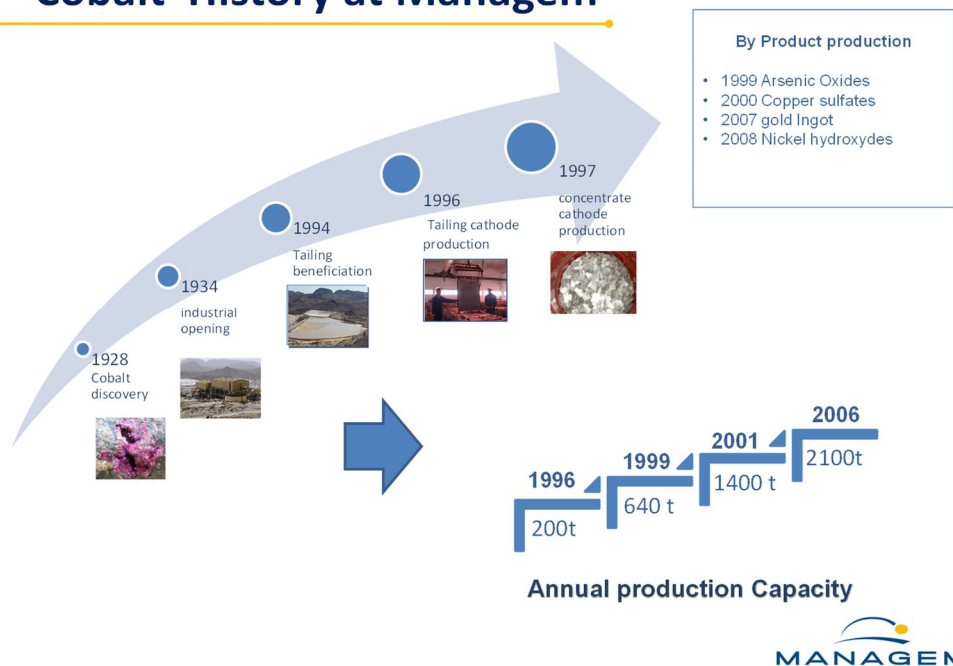 Cobalt History at Managem
By Product production
• 1999 Arsenic Oxides
• 2000 Copper sulfates
• 2007 gold Ingot
• 2008 Nickel hydroxydes
1997
concentrate
cathode
production
1996
Tailing cathode
production
1994
Tailing
beneficiation
1934
industrial
opening
1928
Cobalt
discovery
2006
2100t
2001
1400 t
1999
640 t
1996
200t
Annual production Capacity
MANAGEM